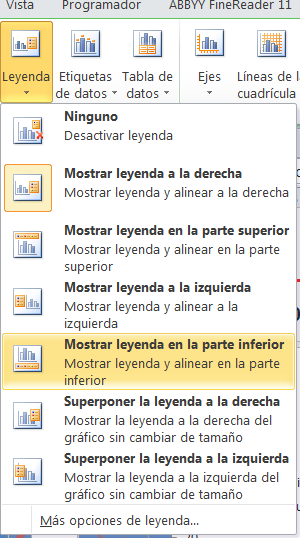 Vista Programador ABBYY FineReader 11
Leyenda Etiquetas de datos Tabla de datos Ejes Líneas de la cuadrícula
Ninguno
Desactivar leyenda
Mostrar leyenda a la derecha
Mostrar leyenda y alinear a la derecha
Mostrar leyenda en la parte superior
Mostrar leyenda y alinear en la parte
superior
Mostrar leyenda a la izquierda
Mostrar leyenda y alinear a la
izquierda
Mostrar leyenda en la parte inferior
Mostrar leyenda y alinear en la parte
inferior
Superponer la leyenda a la derecha
Mostrar la leyenda a la derecha del
gráfico sin cambiar de tamaño
Superponer la leyenda a la izquierda
Mostrar la leyenda a la izquierda del
gráfico sin cambiar de tamaño
Más opciones de leyenda...